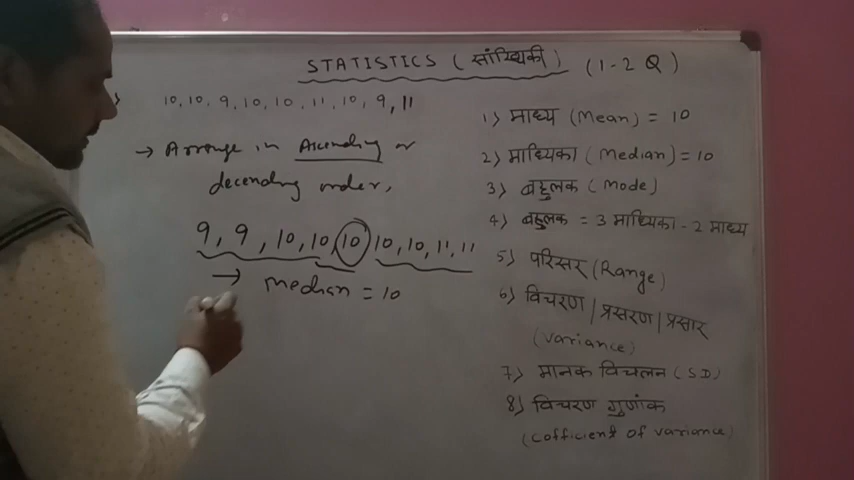 STATISTICS (सांख्यिकी) (1-2 Q)
10, 10, 9, 10, 10, 11, 10, 9, 11
→ Arrange in Ascending or
decending order,
9, 9, 10, 10, 10 10, 10, 11, 11
→ median = 10
1) माध्य (Mean) = 10
2) माध्यिका (Median) = 10
3) बहुलक (Mode)
4) बहुलक = 3 माध्यिका - 2 माध्य
5) परिसर (Range)
6) विचरण / प्रसरण / प्रसार
(variance)
7) मानक विचलन (SD)
8) विचरण गुणांक
(cofficient of variance)